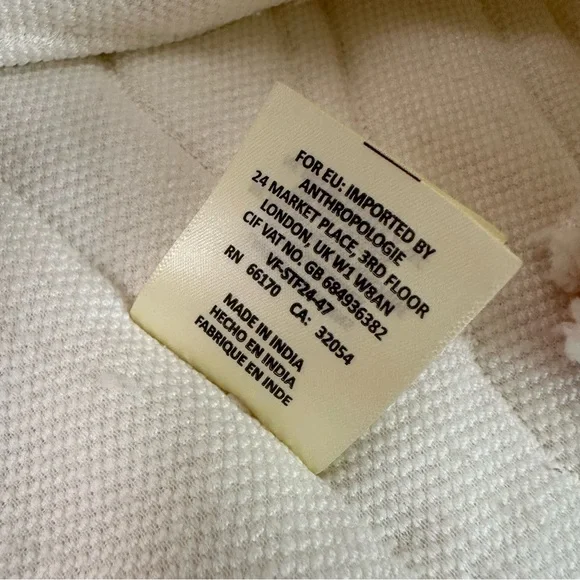 FOR EU: IMPORTED BY
ANTHROPOLOGIE
24 MARKET PLACE, 3RD FLOOR
LONDON, UK W1 W8AN
CIF VAT NO. GB 684936382
VF-STF24-47
RN 66170 CA: 32054
MADE IN INDIA
HECHO EN INDIA
FABRIQUE EN INDE